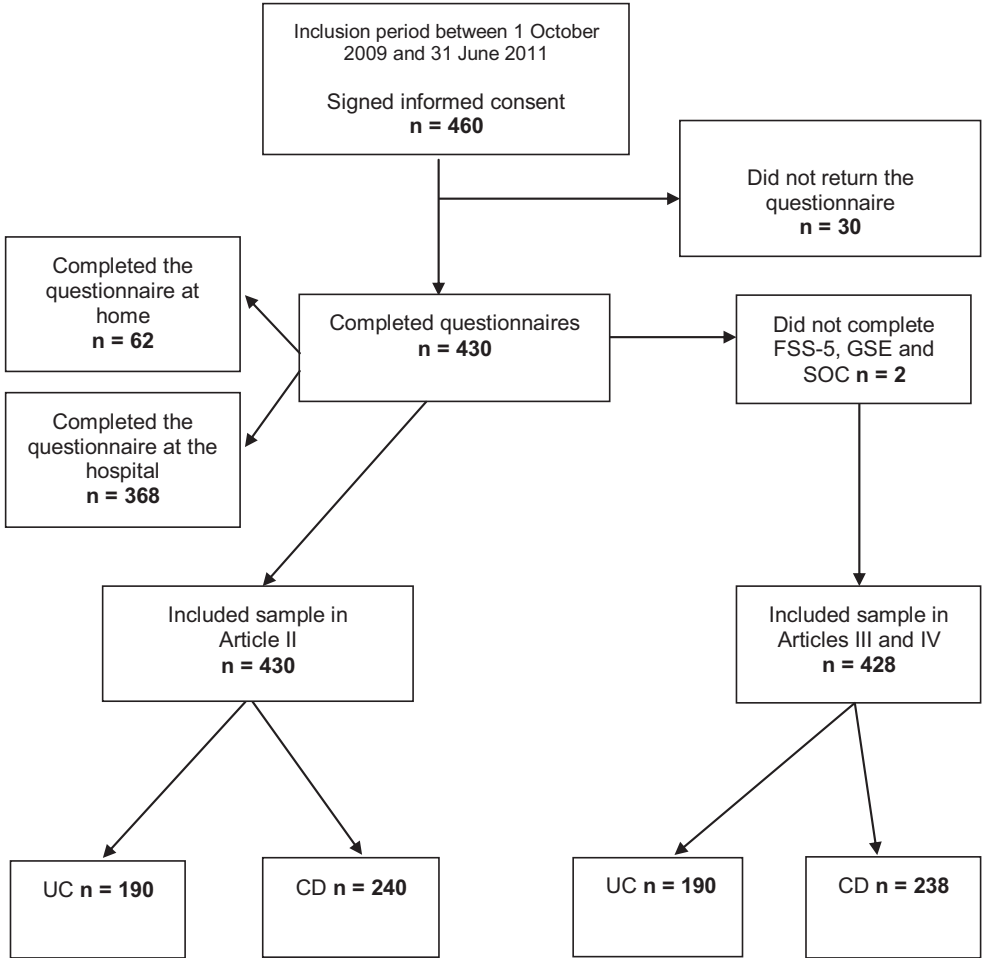 Inclusion period between 1 October
2009 and 31 June 2011
Signed informed consent
n = 460
Did not return the
questionnaire
n = 30
Completed the
questionnaire at
home
n = 62
Completed questionnaires
n = 430
Did not complete
FSS-5, GSE and
SOC n = 2
Completed the
questionnaire at the
hospital
n = 368
Included sample in
Article II
n = 430
Included sample in
Articles III and IV
n = 428
UC n = 190
CD n = 240
UC n = 190
CD n = 238